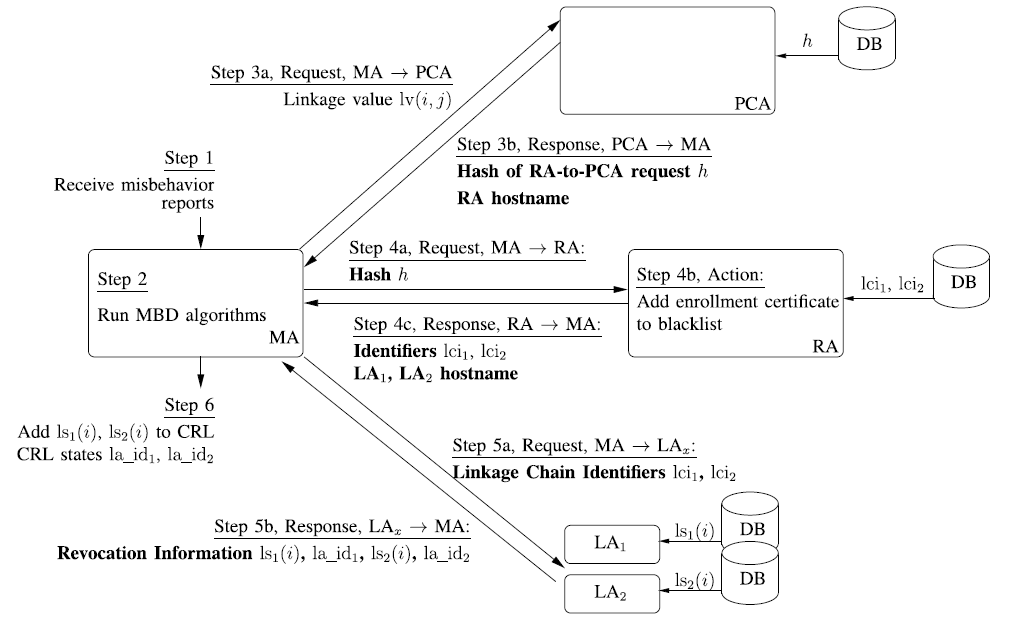 h
DB
PCA
Step 3a, Request, MA → PCA
Linkage value lv(i, j)
Step 3b, Response, PCA → MA
Hash of RA-to-PCA request h
RA hostname
Step 1
Receive misbehavior
reports
Step 2
Run MBD algorithms
MA
Step 4a, Request, MA → RA:
Hash h
Step 4b, Action:
Add enrollment certificate
to blacklist
RA
lci₁, lci₂
DB
Step 4c, Response, RA → MA:
Identifiers lci₁, lci₂
LA₁, LA₂ hostname
Step 6
Add ls₁(i), ls₂(i) to CRL
CRL states la_id₁, la_id₂
Step 5a, Request, MA → LAₓ:
Linkage Chain Identifiers lci₁, lci₂
Step 5b, Response, LAₓ → MA:
Revocation Information ls₁(i), la_id₁, ls₂(i), la_id₂
LA₁
ls₁(i)
DB
LA₂
ls₂(i)
DB